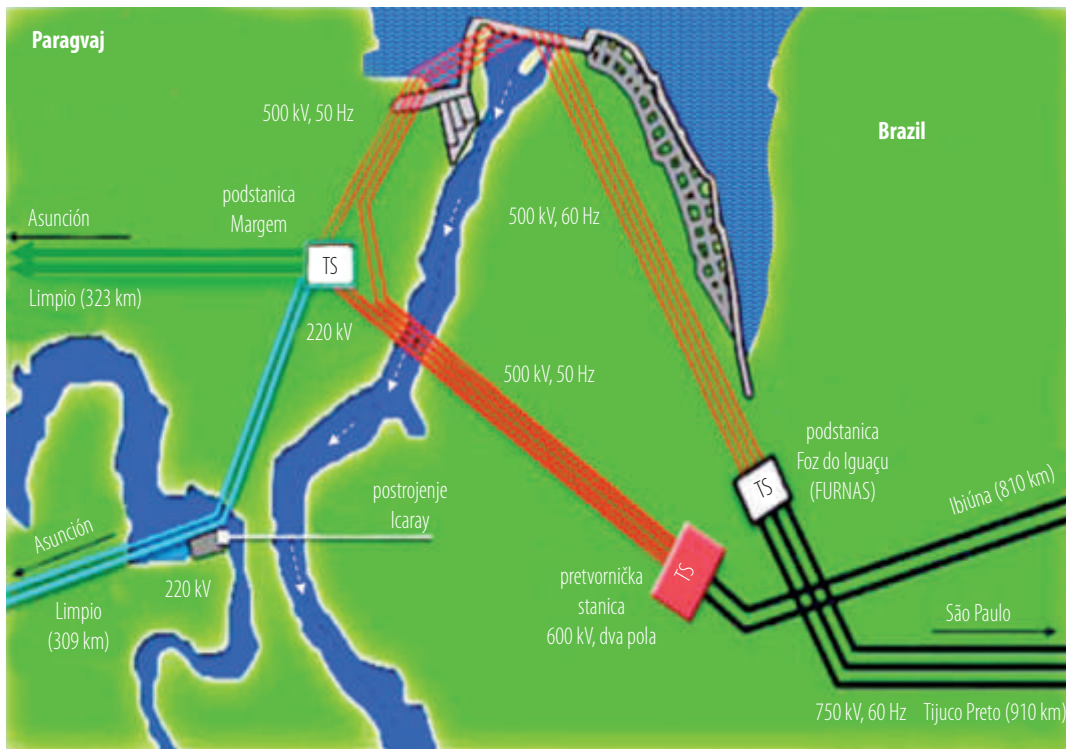 Paragvaj
500 kV, 50 Hz
Brazil
podstanica
Margem
500 kV, 60 Hz
Asunción
TS
Limpio (323 km)
220 kV
500 kV, 50 Hz
podstanica
Foz do Iguaçu
(FURNAS)
TS
Ibiúna (810 km)
postrojenje
Icaray
Asunción
220 kV
Limpio
(309 km)
TS
pretvornička
stanica
600 kV, dva pola
São Paulo
750 kV, 60 Hz Tijuco Preto (910 km)